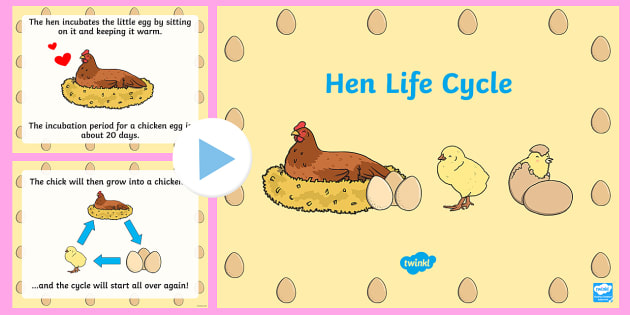 The hen incubates the little egg by sitting
on it and keeping it warm.
The incubation period for a chicken egg is
about 20 days.
The chick will then grow into a chicken
...and the cycle will start all over again!
Hen Life Cycle
twinkl
twinkl